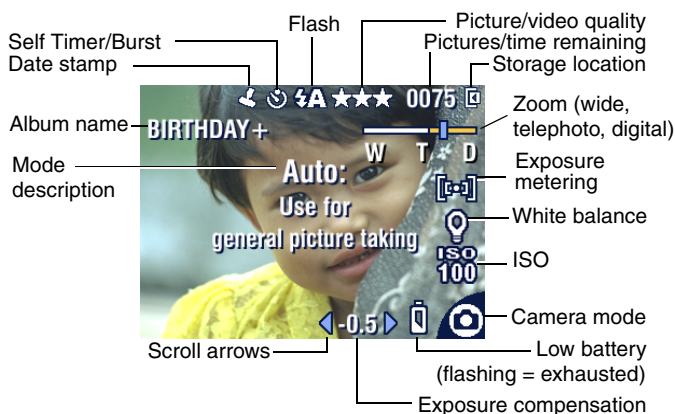 Picture/video quality
Flash
Pictures/time remaining
Self Timer/Burst
Storage location
Date stamp
A 0075
Zoom (wide,
telephoto, digital)
Album name
BIRTHDAY+
W T D
Mode
description
Auto:
Use for
general picture taking
Exposure
metering
White balance
ISO
100
ISO
Camera mode
-0.5
Scroll arrows
Low battery
(flashing = exhausted)
Exposure compensation